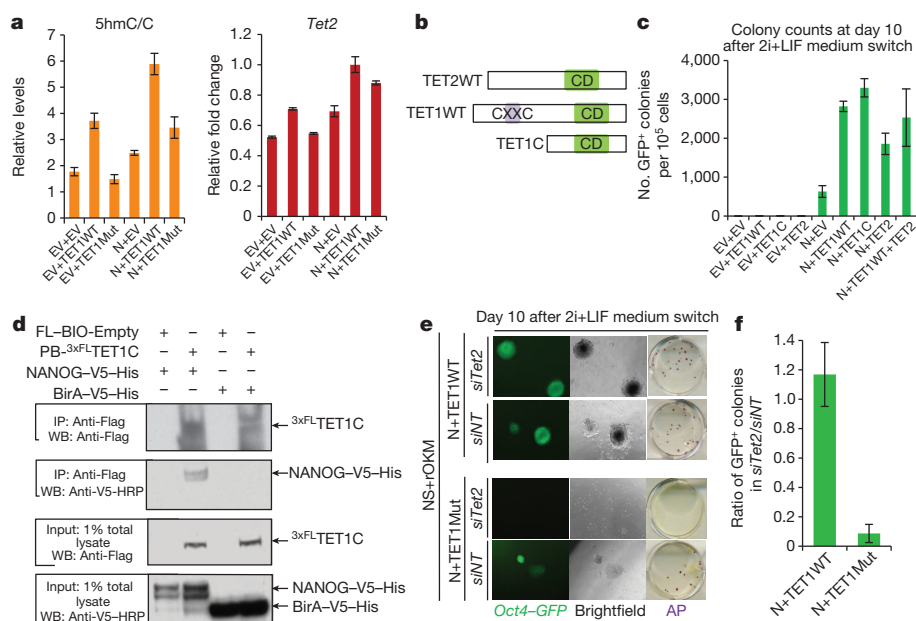 a
5hmC/C
Relative levels
7
6
5
4
3
2
1
0
EV+EV
EV+TET1WT
EV+TET1Mut
N+EV
N+TET1WT
N+TET1Mut
Tet2
Relative fold change
1.2
1.0
0.8
0.6
0.4
0.2
0
EV+EV
EV+TET1WT
EV+TET1Mut
N+EV
N+TET1WT
N+TET1Mut
b
TET2WT
CD
TET1WT
CXXC
CD
TET1C
CD
c
Colony counts at day 10
after 2i+LIF medium switch
No. GFP+ colonies
per 10^5 cells
4,000
3,000
2,000
1,000
0
EV+EV
EV+TET1WT
EV+TET1C
EV+TET2
N+EV
N+TET1WT
N+TET1C
N+TET2
N+TET1WT+TET2
d
FL–BIO-Empty + – + –
PB-3xFLTET1C – + – +
NANOG–V5–His + + – –
BirA–V5–His – – + +
IP: Anti-Flag
WB: Anti-Flag
3xFLTET1C
IP: Anti-Flag
WB: Anti-V5-HRP
NANOG–V5–His
Input: 1% total
lysate
WB: Anti-Flag
3xFLTET1C
Input: 1% total
lysate
WB: Anti-V5-HRP
NANOG–V5–His
BirA–V5–His
e
Day 10 after 2i+LIF medium switch
NS+rOKM
N+TET1WT
siTet2
siNT
N+TET1Mut
siTet2
siNT
Oct4–GFP
Brightfield
AP
f
Ratio of GFP+ colonies
in siTet2/siNT
1.4
1.2
1.0
0.8
0.6
0.4
0.2
0
N+TET1WT
N+TET1Mut